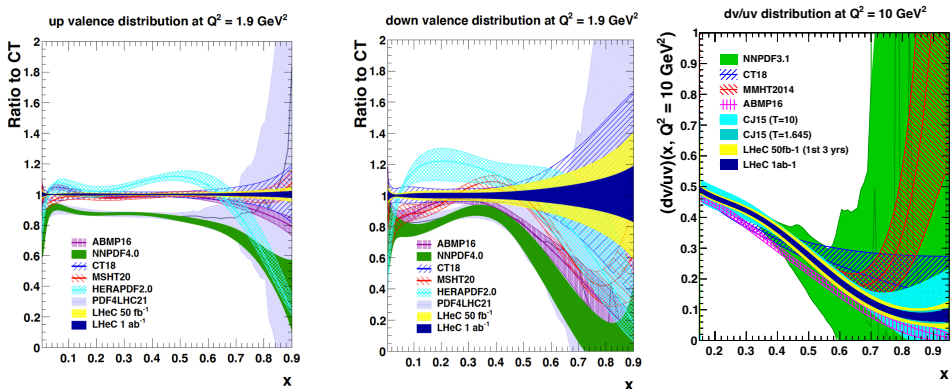 up valence distribution at Q² = 1.9 GeV²
Ratio to CT
2
1.8
1.6
1.4
1.2
1
0.8
0.6
0.4
0.2
0
ABMP16
NNPDF4.0
CT18
MSHT20
HERAPDF2.0
PDF4LHC21
LHeC 50 fb⁻¹
LHeC 1 ab⁻¹
0.1 0.2 0.3 0.4 0.5 0.6 0.7 0.8 0.9
x
down valence distribution at Q² = 1.9 GeV²
Ratio to CT
2
1.8
1.6
1.4
1.2
1
0.8
0.6
0.4
0.2
0
ABMP16
NNPDF4.0
CT18
MSHT20
HERAPDF2.0
PDF4LHC21
LHeC 50 fb⁻¹
LHeC 1 ab⁻¹
0.1 0.2 0.3 0.4 0.5 0.6 0.7 0.8 0.9
x
dv/uv distribution at Q² = 10 GeV²
(dv/uv)(x, Q² = 10 GeV²)
1
0.9
0.8
0.7
0.6
0.5
0.4
0.3
0.2
0.1
0
NNPDF3.1
CT18
MMHT2014
ABMP16
CJ15 (T=10)
CJ15 (T=1.645)
LHeC 50fb-1 (1st 3 yrs)
LHeC 1ab-1
0.2 0.3 0.4 0.5 0.6 0.7 0.8 0.9
x